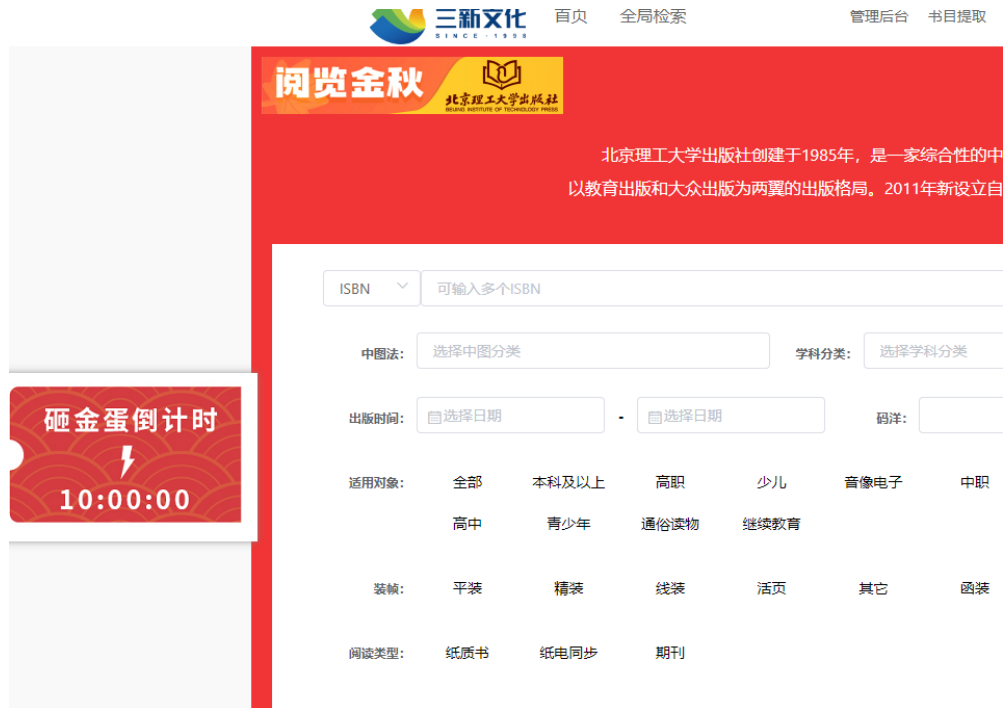 三新文化
SINCE·1998
首页 全局检索 管理后台 书目提取
阅览金秋
北京理工大学出版社
BEIJING INSTITUTE OF TECHNOLOGY PRESS
北京理工大学出版社创建于1985年，是一家综合性的中
以教育出版和大众出版为两翼的出版格局。2011年新设立自
ISBN 可输入多个ISBN
中图法： 选择中图分类 学科分类： 选择学科分类
出版时间： 选择日期 - 选择日期 码洋：
适用对象： 全部 本科及以上 高职 少儿 音像电子 中职
高中 青少年 通俗读物 继续教育
装帧： 平装 精装 线装 活页 其它 函装
阅读类型： 纸质书 纸电同步 期刊
砸金蛋倒计时
10:00:00